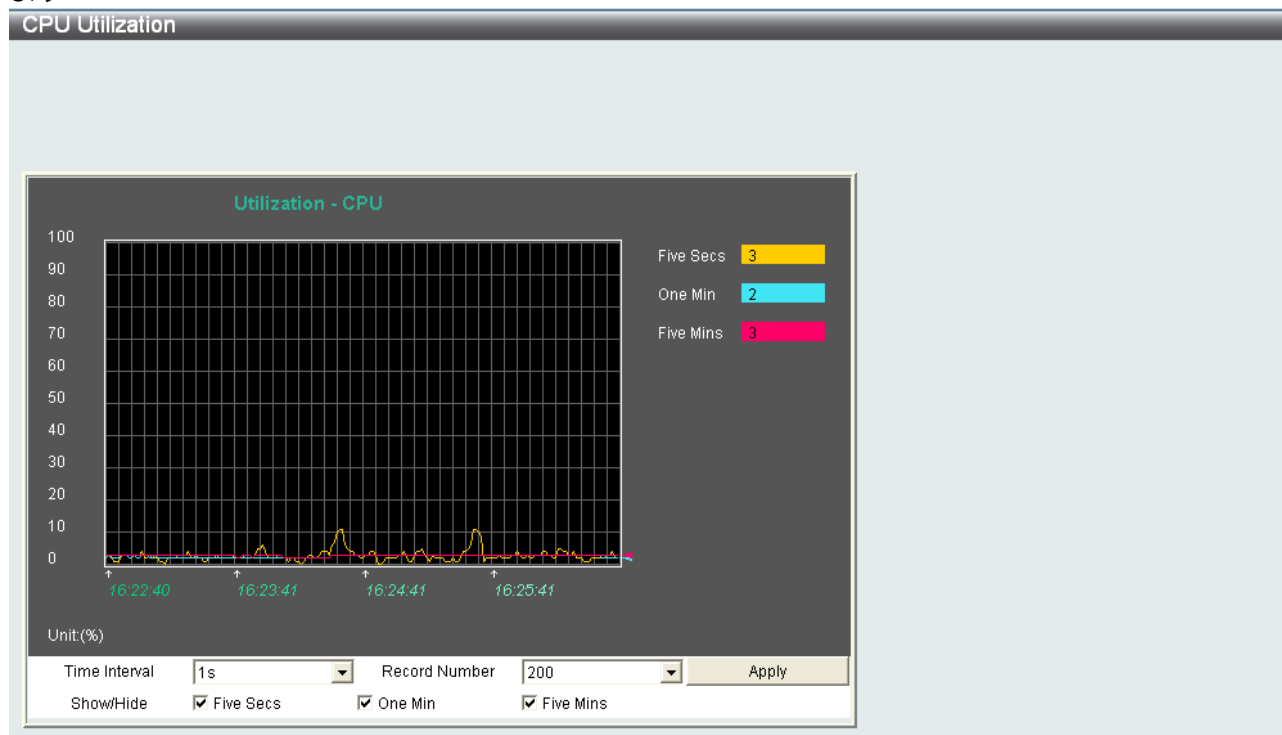 CPU Utilization
Utilization - CPU
100
90
80
70
60
50
40
30
20
10
0
Five Secs 3
One Min 2
Five Mins 3
16:22:40 16:23:41 16:24:41 16:25:41
Unit:(%)
Time Interval 1s Record Number 200 Apply
Show/Hide Five Secs One Min Five Mins